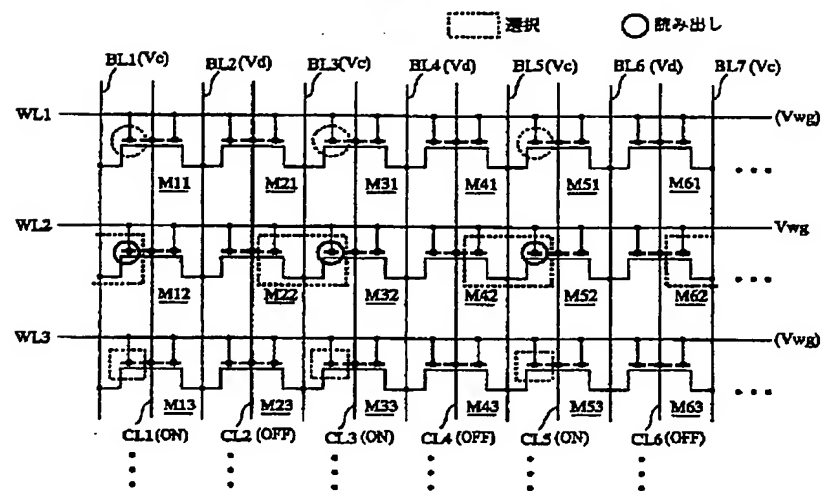 選択 読み出し
BL1(Vc) BL2(Vd) BL3(Vc) BL4(Vd) BL5(Vc) BL6(Vd) BL7(Vc)
WL1 (Vwg)
M11 M21 M31 M41 M51 M61
WL2 Vwg
M12 M22 M32 M42 M52 M62
WL3 (Vwg)
M13 M23 M33 M43 M53 M63
CL1(ON) CL2(OFF) CL3(ON) CL4(OFF) CL5(ON) CL6(OFF)